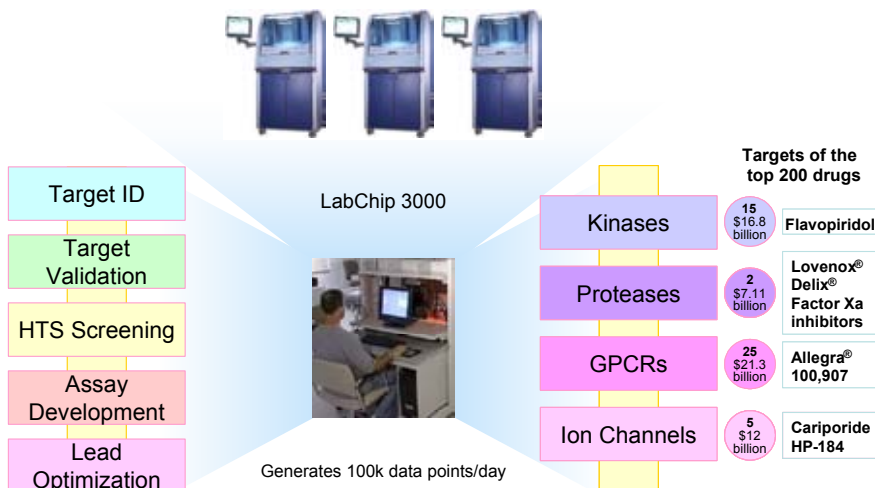 LabChip 3000
Target ID
Target
Validation
HTS Screening
Assay
Development
Lead
Optimization
Generates 100k data points/day
Targets of the
top 200 drugs
Kinases
15
$16.8
billion
Flavopiridol
Proteases
2
$7.11
billion
Lovenox®
Delix®
Factor Xa
inhibitors
GPCRs
25
$21.3
billion
Allegra®
100,907
Ion Channels
5
$12
billion
Cariporide
HP-184